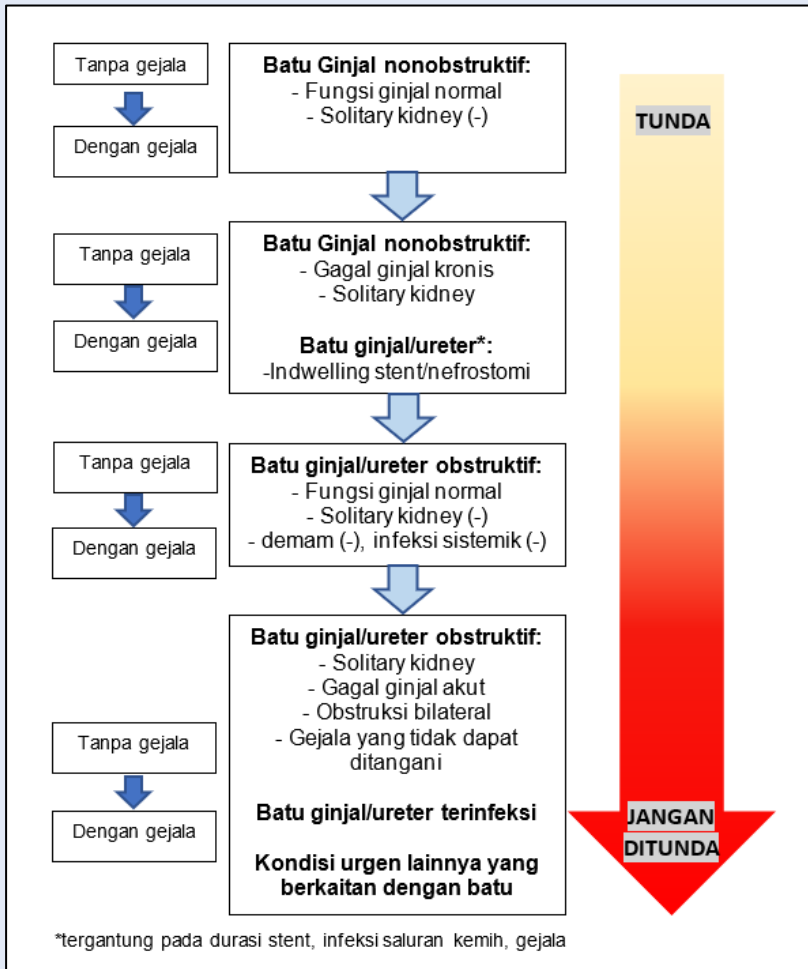 Tanpa gejala
Dengan gejala
Batu Ginjal nonobstruktif:
- Fungsi ginjal normal
- Solitary kidney (-)
TUNDA
Tanpa gejala
Dengan gejala
Batu Ginjal nonobstruktif:
- Gagal ginjal kronis
- Solitary kidney
Batu ginjal/ureter*:
-Indwelling stent/nefrostomi
Tanpa gejala
Dengan gejala
Batu ginjal/ureter obstruktif:
- Fungsi ginjal normal
- Solitary kidney (-)
- demam (-), infeksi sistemik (-)
Tanpa gejala
Dengan gejala
Batu ginjal/ureter obstruktif:
- Solitary kidney
- Gagal ginjal akut
- Obstruksi bilateral
- Gejala yang tidak dapat
ditangani
Batu ginjal/ureter terinfeksi
Kondisi urgen lainnya yang
berkaitan dengan batu
JANGAN
DITUNDA
*tergantung pada durasi stent, infeksi saluran kemih, gejala